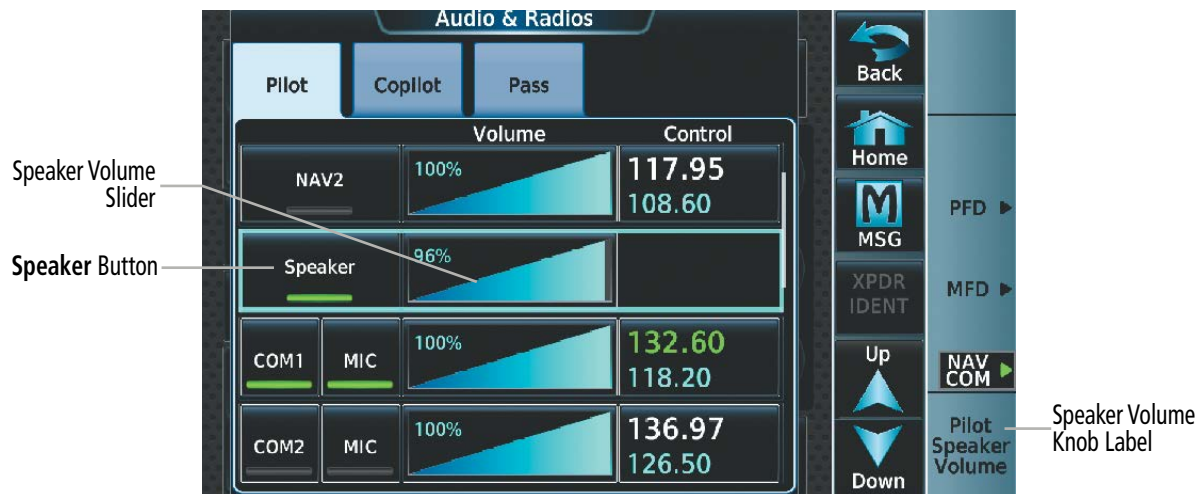 Audio & Radios
Pilot
Copilot
Pass
Volume
Control
NAV2
100%
117.95
108.60
Speaker
96%
COM1
MIC
100%
132.60
118.20
COM2
MIC
100%
136.97
126.50
Back
Home
MSG
XPDR
IDENT
Up
Down
PFD
MFD
NAV
COM
Pilot
Speaker
Volume
Speaker Volume
Slider
Speaker Button
Speaker Volume
Knob Label